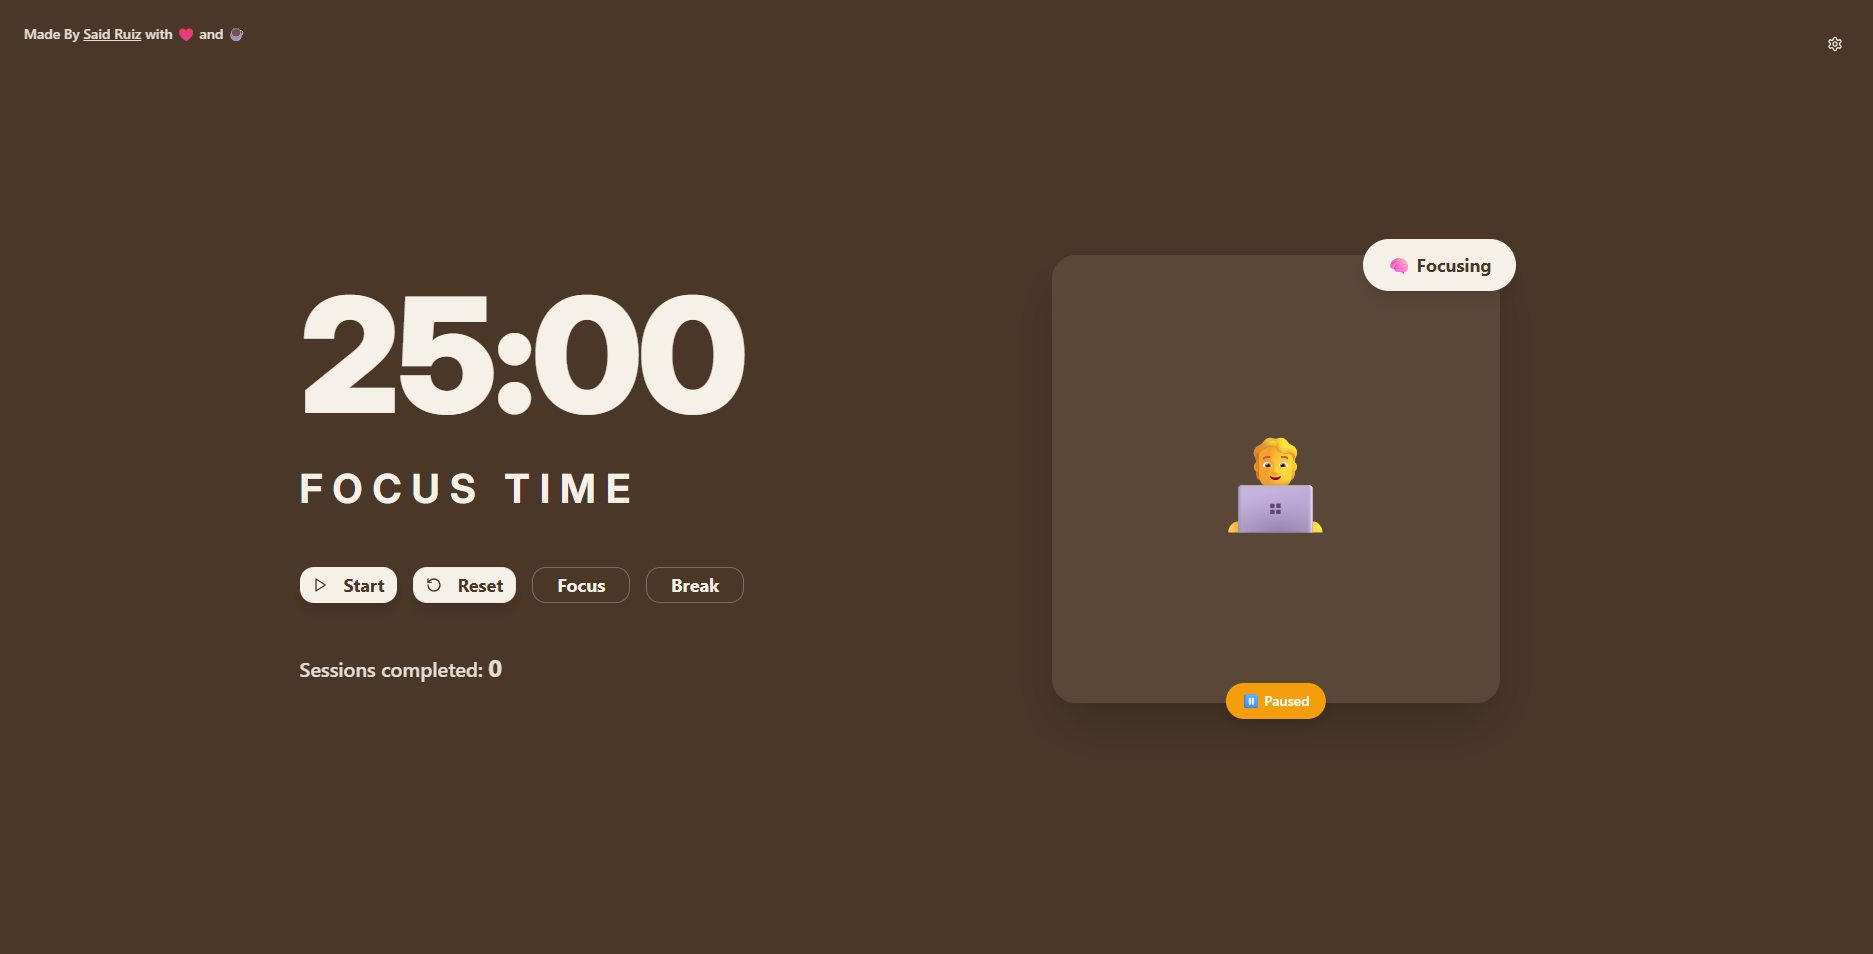 Made By Said Ruiz with ❤️ and ☕
25:00
FOCUS TIME
Start
Reset
Focus
Break
Sessions completed: 0
🧠 Focusing
⏸️ Paused